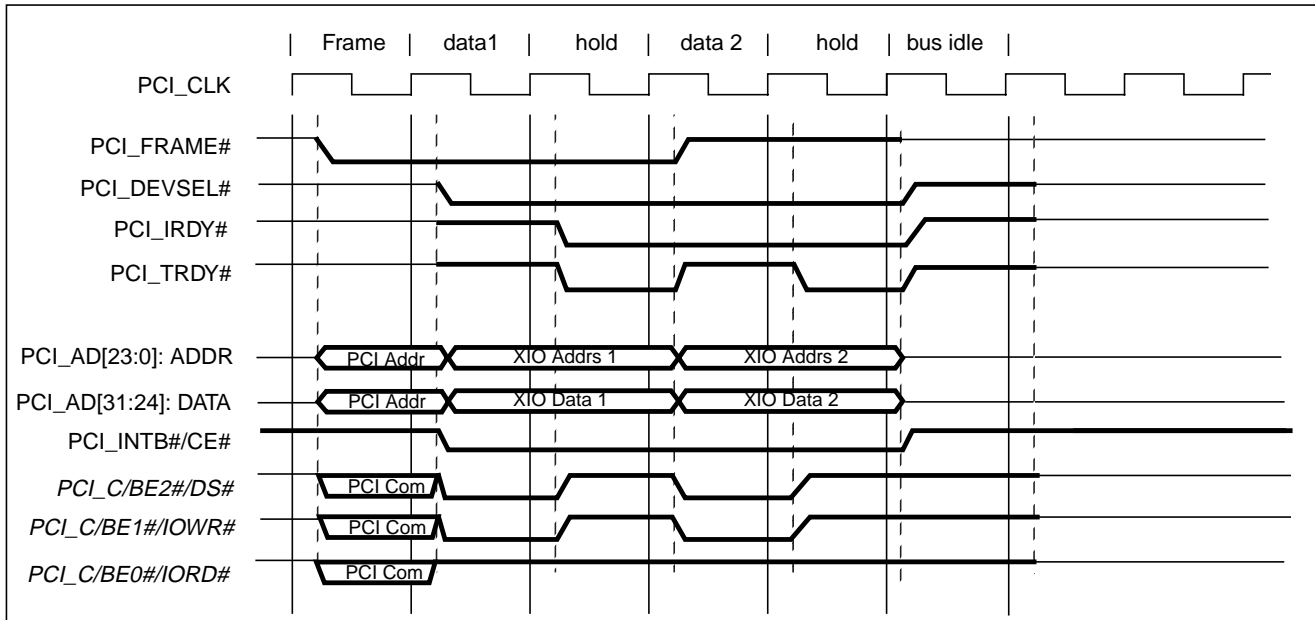 | Frame | data1 | hold | data 2 | hold | bus idle |
PCI_CLK
PCI_FRAME#
PCI_DEVSEL#
PCI_IRDY#
PCI_TRDY#
PCI_AD[23:0]: ADDR PCI Addr XIO Addrs 1 XIO Addrs 2
PCI_AD[31:24]: DATA PCI Addr XIO Data 1 XIO Data 2
PCI_INTB#/CE#
PCI_C/BE2#/DS# PCI Com
PCI_C/BE1#/IOWR# PCI Com
PCI_C/BE0#/IORD# PCI Com